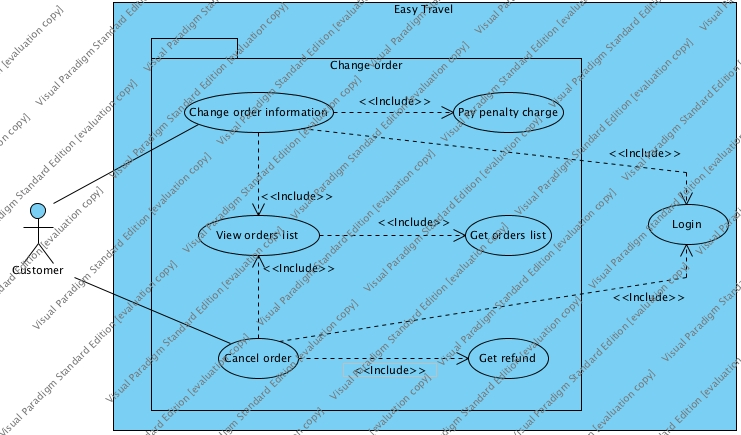 Easy Travel
Change order
Change order information
<<Include>>
Pay penalty charge
<<Include>>
<<Include>>
View orders list
<<Include>>
Get orders list
Login
Customer
<<Include>>
<<Include>>
Cancel order
<<Include>>
Get refund
Visual Paradigm Standard Edition [evaluation copy]